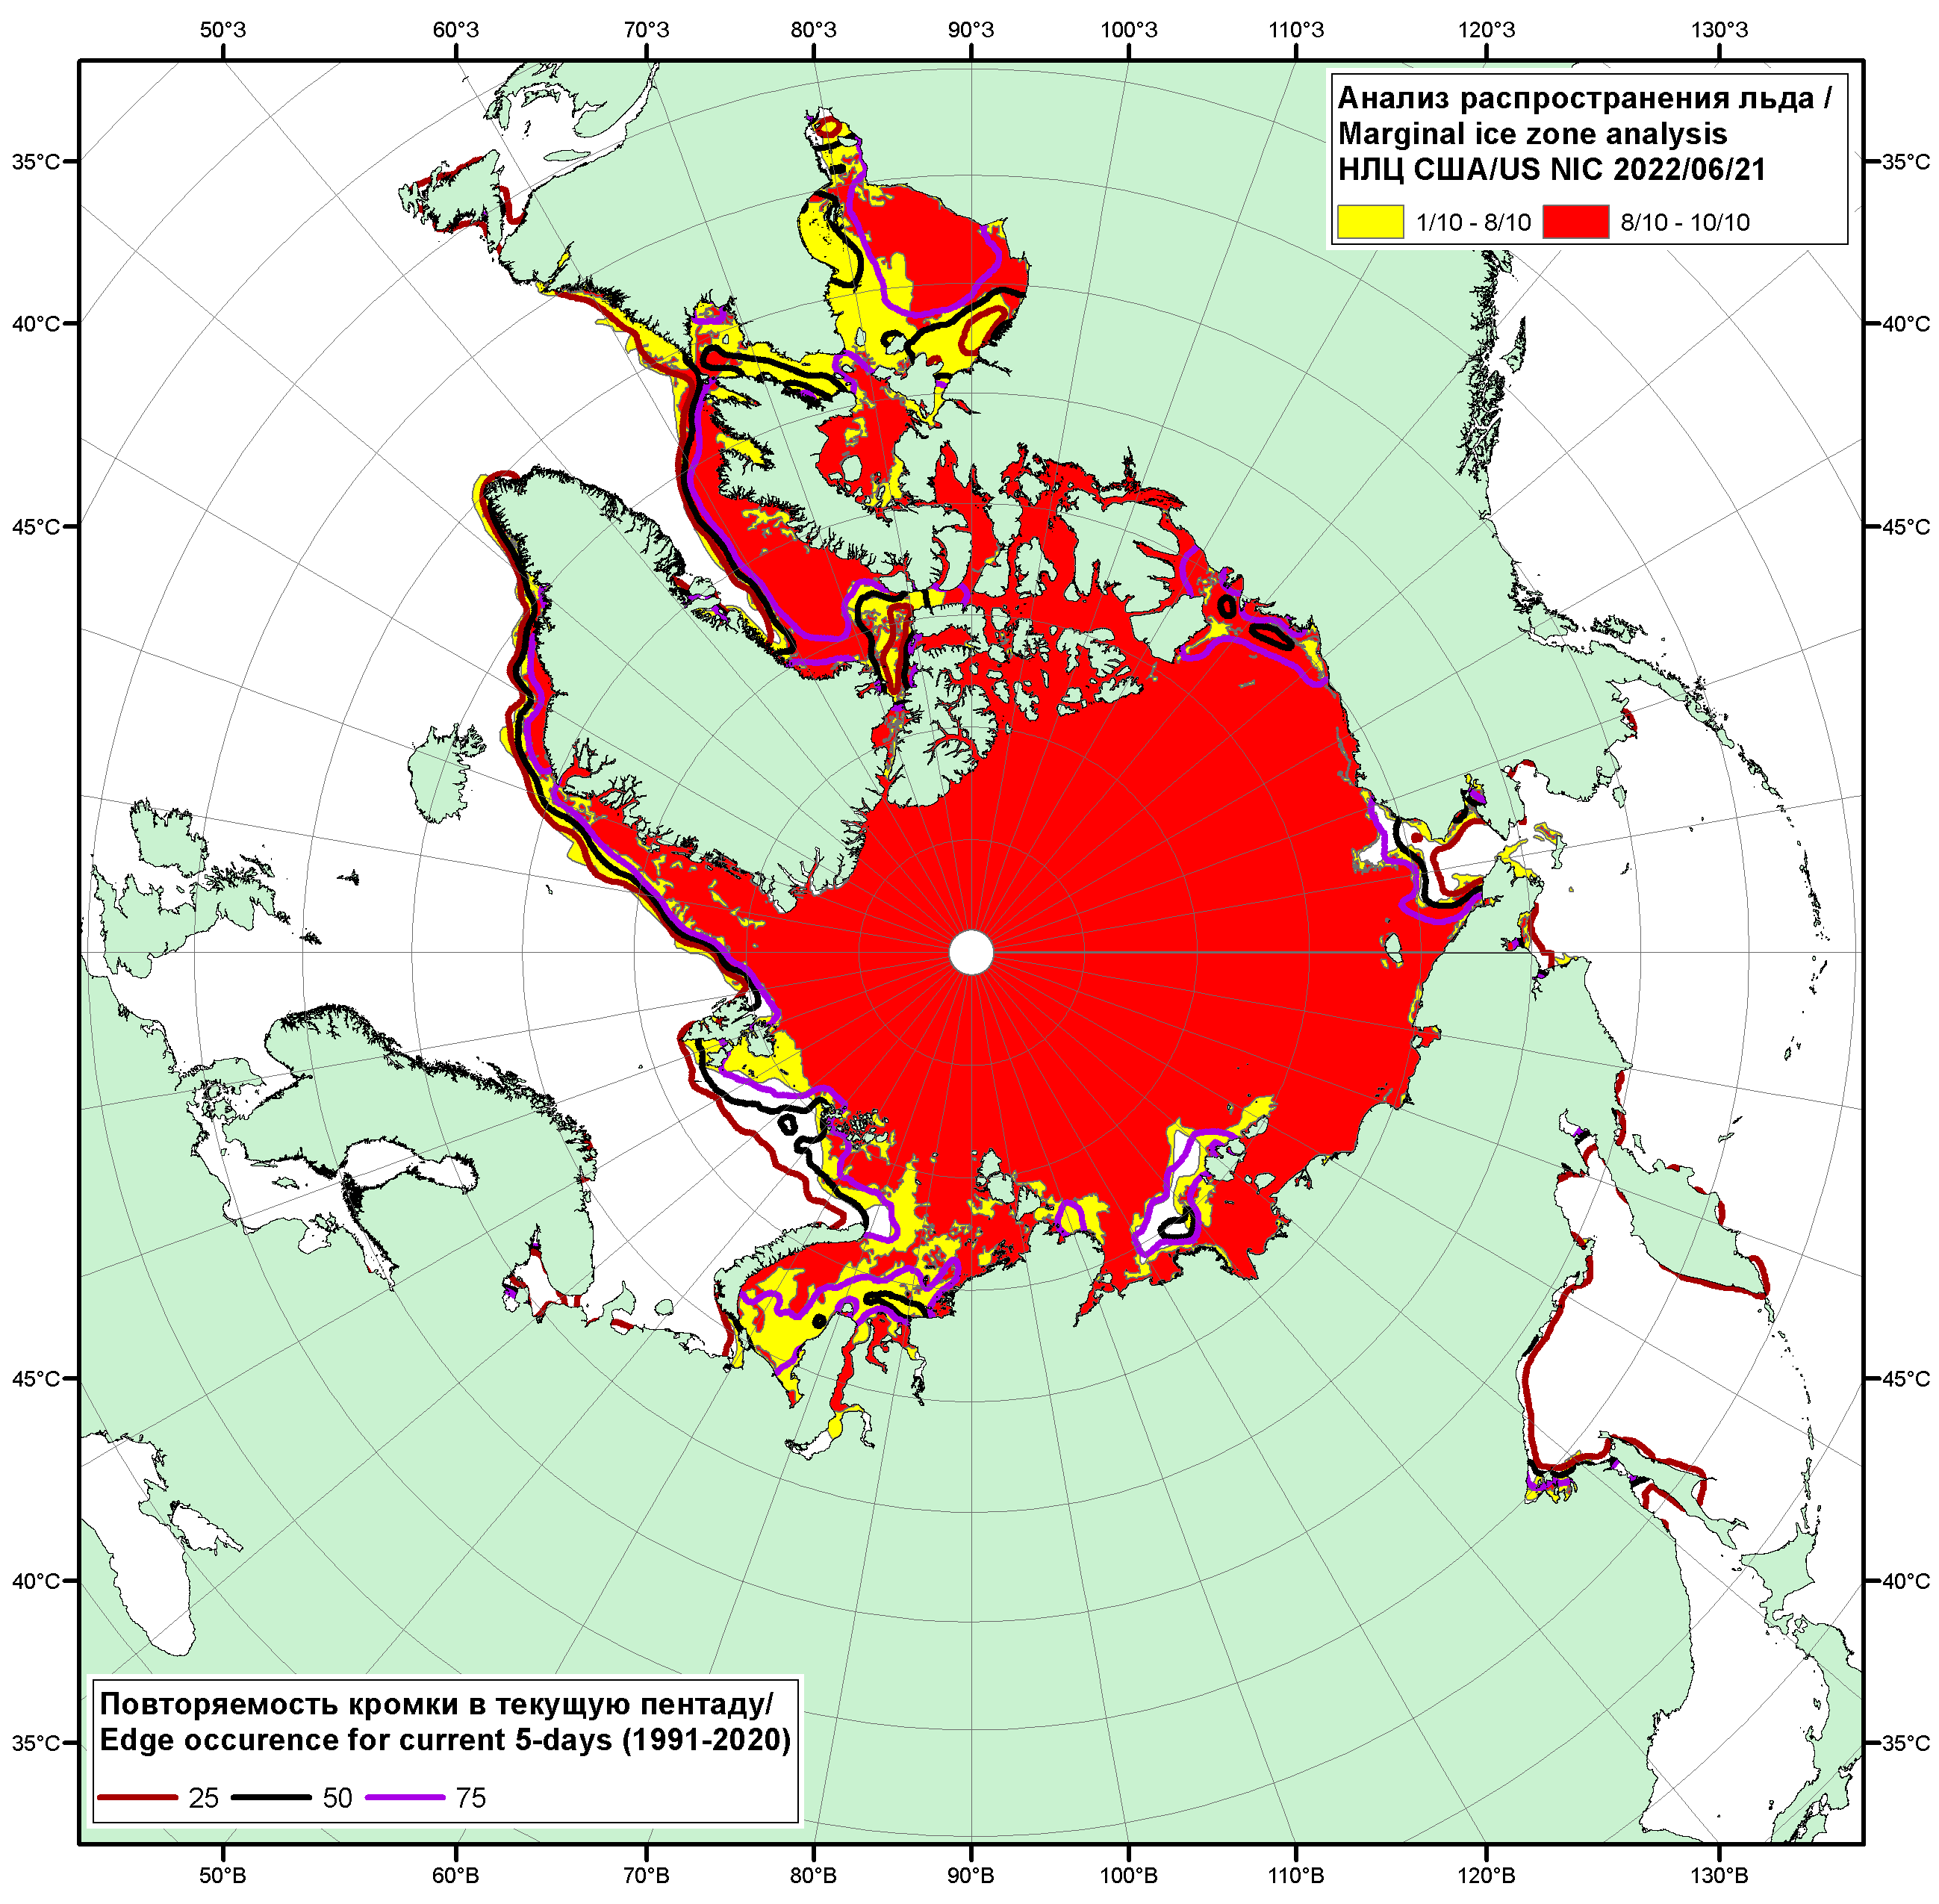 50°З 60°З 70°З 80°З 90°З 100°З 110°З 120°З 130°З
Анализ распространения льда /
Marginal ice zone analysis
НЛЦ США/US NIC 2022/06/21
1/10 - 8/10 8/10 - 10/10
35°С 35°С
40°С 40°С
45°С 45°С
45°С 45°С
40°С 40°С
35°С 35°С
Повторяемость кромки в текущую пентаду/
Edge occurence for current 5-days (1991-2020)
25 50 75
50°В 60°В 70°В 80°В 90°В 100°В 110°В 120°В 130°В